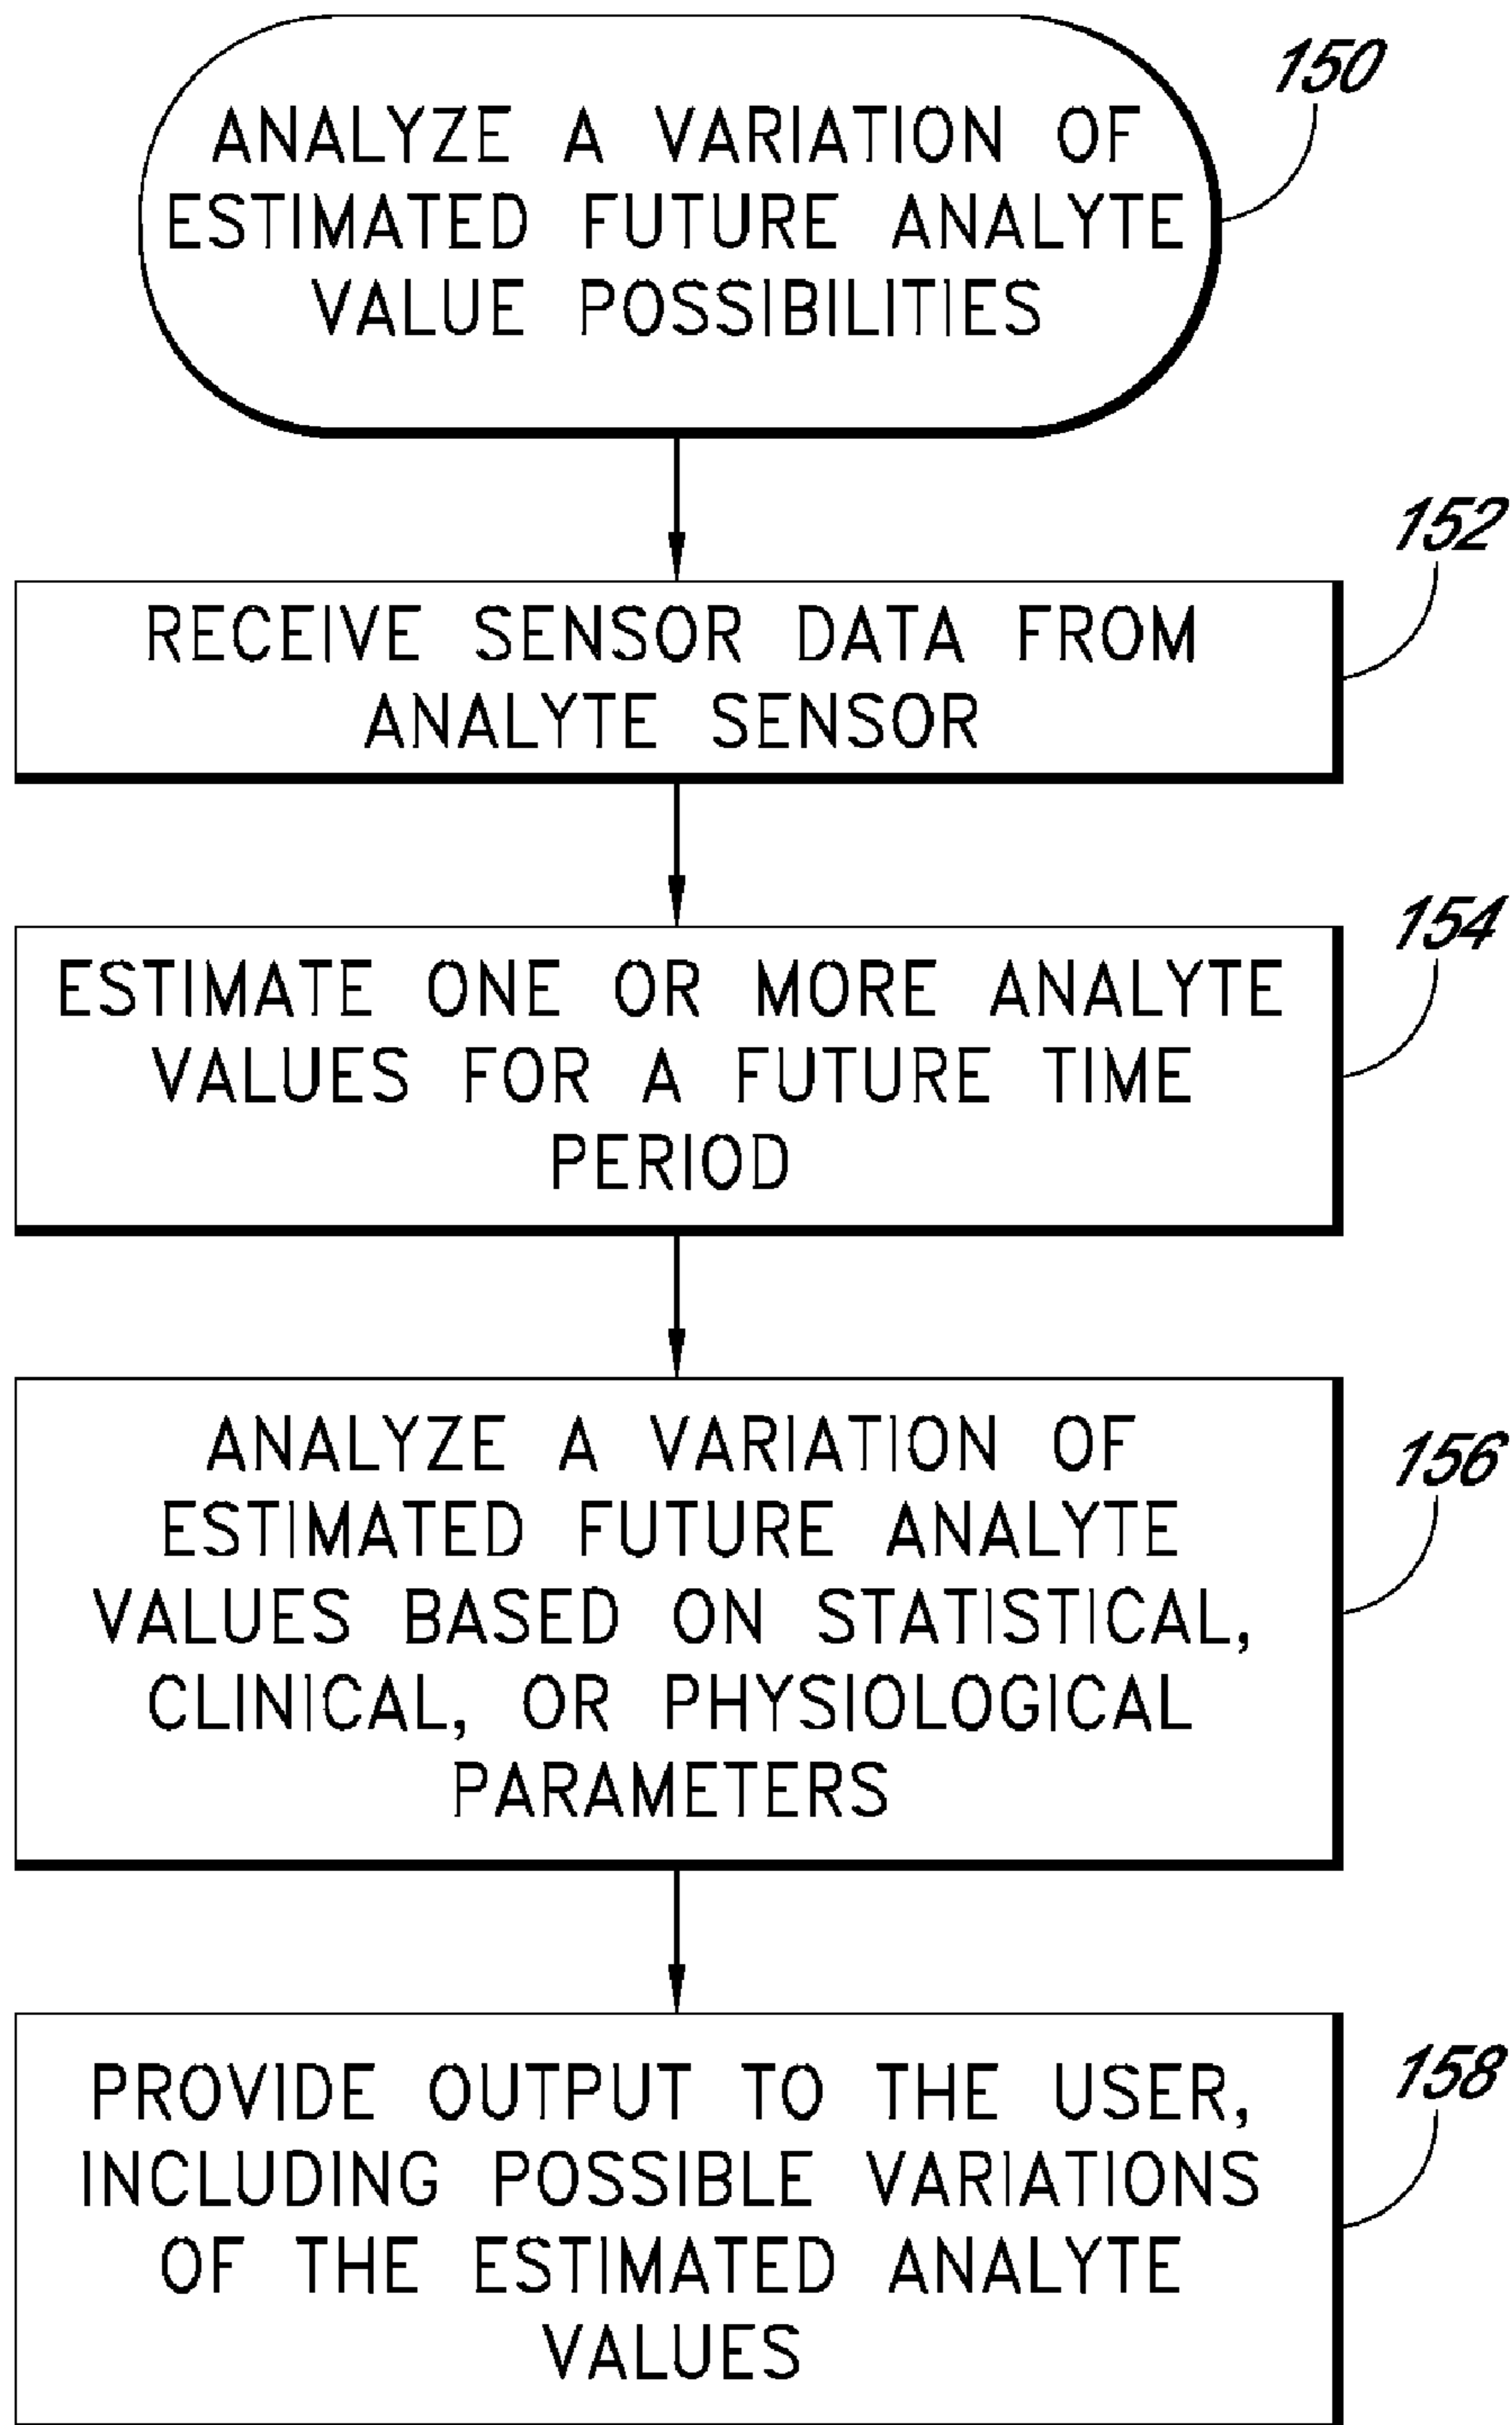 ANALYZE A VARIATION OF
ESTIMATED FUTURE ANALYTE
VALUE POSSIBILITIES
150
RECEIVE SENSOR DATA FROM
ANALYTE SENSOR
152
ESTIMATE ONE OR MORE ANALYTE
VALUES FOR A FUTURE TIME
PERIOD
154
ANALYZE A VARIATION OF
ESTIMATED FUTURE ANALYTE
VALUES BASED ON STATISTICAL,
CLINICAL, OR PHYSIOLOGICAL
PARAMETERS
156
PROVIDE OUTPUT TO THE USER,
INCLUDING POSSIBLE VARIATIONS
OF THE ESTIMATED ANALYTE
VALUES
158